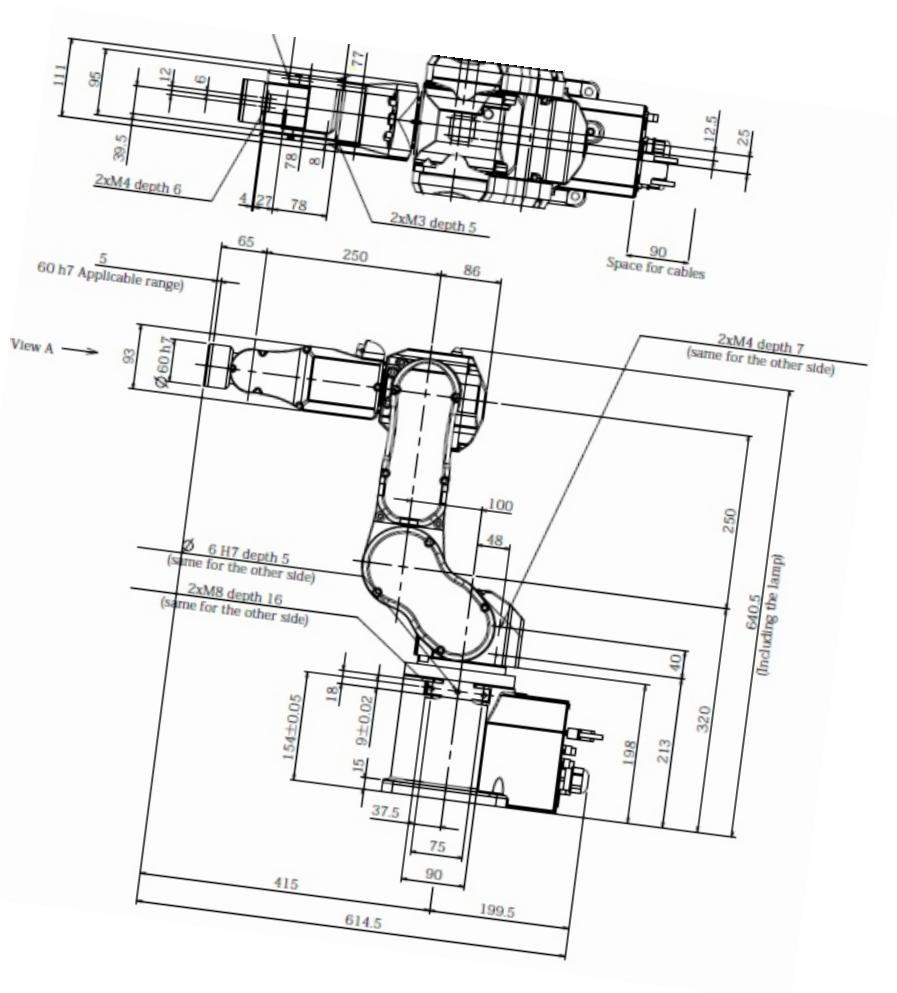 77
111
95
12
6
39.5
78
8
12.5
25
2xM4 depth 6
4
27
78
2xM3 depth 5
90
Space for cables
65
250
86
5
60 h7 Applicable range)
View A
93
Ø60 h7
2xM4 depth 7
(same for the other side)
100
48
250
640.5
(Including the lamp)
Ø 6 H7 depth 5
(same for the other side)
2xM8 depth 16
(same for the other side)
40
18
154±0.05
9±0.02
15
198
213
320
37.5
75
90
415
199.5
614.5